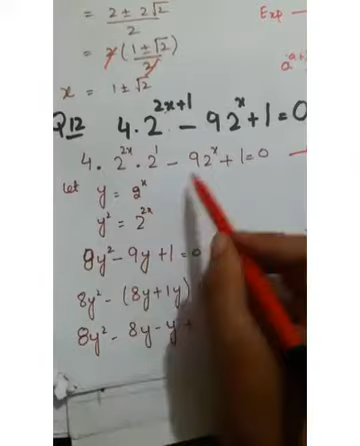 = 2 ± 2√2 / 2
= 2 (1 ± √2) / 2
x = 1 ± √2
Exp
Q12 4.2^{2x+1} - 92^x + 1 = 0
4. 2^{2x} . 2^1 - 92^x + 1 = 0
let y = 2^x
y² = 2^{2x}
8y² - 9y + 1 = 0
8y² - (8y + 1y)
8y² - 8y - y +